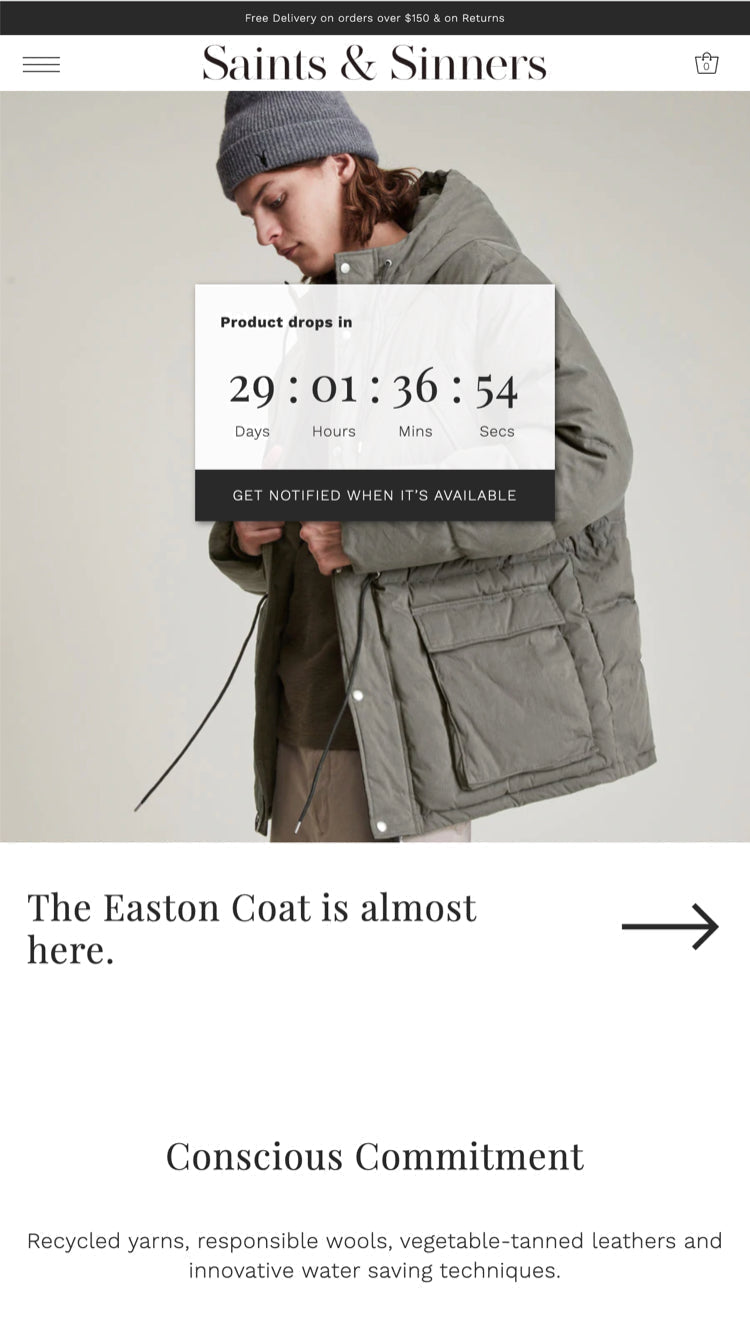 Free Delivery on orders over $150 & on Returns
Saints & Sinners
0
Product drops in
29 : 01 : 36 : 54
Days Hours Mins Secs
GET NOTIFIED WHEN IT’S AVAILABLE
The Easton Coat is almost
here.
Conscious Commitment
Recycled yarns, responsible wools, vegetable-tanned leathers and
innovative water saving techniques.